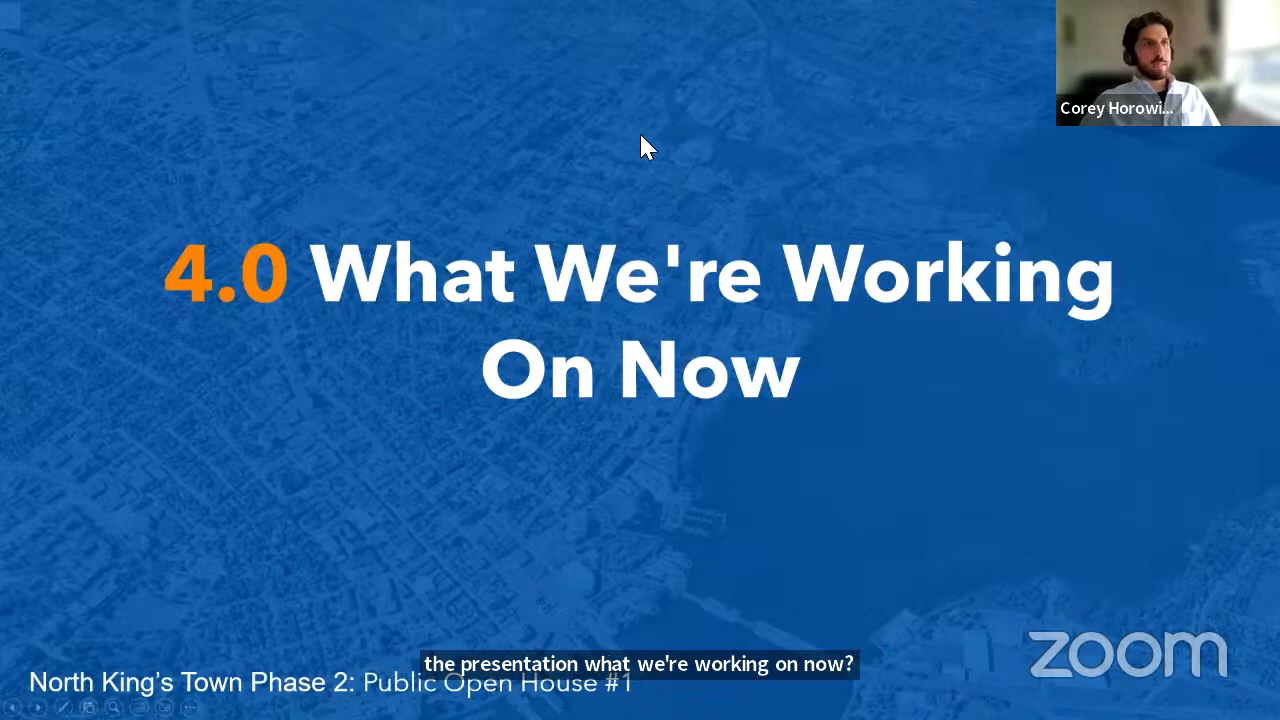 Corey Horowi...
4.0 What We're Working
On Now
zoom
the presentation what we're working on now?
North King's Town Phase 2: Public Open House #1